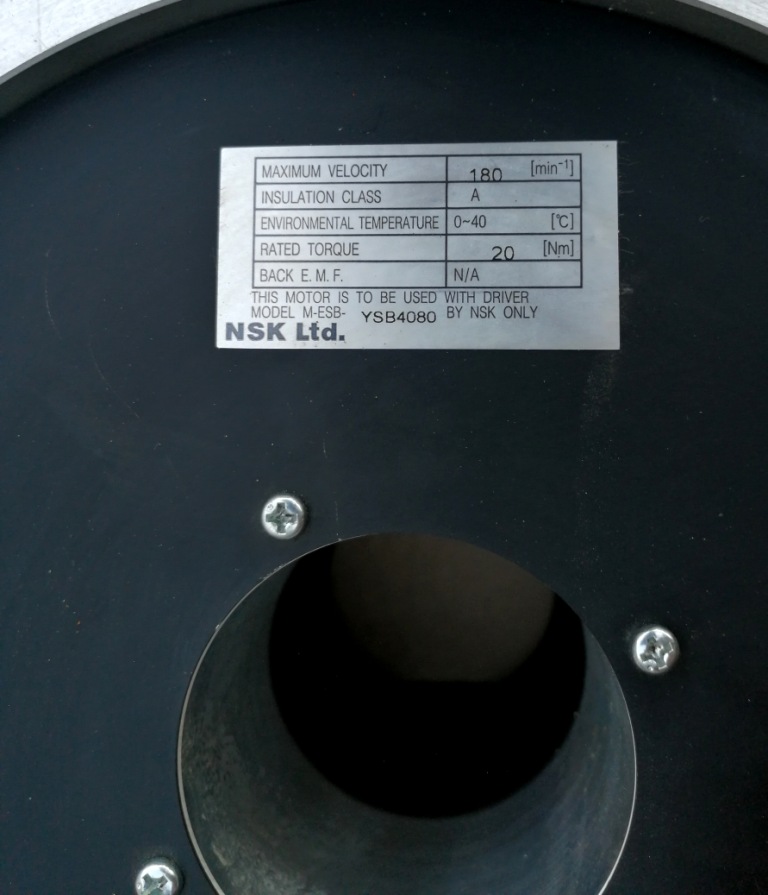 MAXIMUM VELOCITY 180 [min⁻¹]
INSULATION CLASS A
ENVIRONMENTAL TEMPERATURE 0~40 [℃]
RATED TORQUE 20 [Nm]
BACK E. M. F. N/A
THIS MOTOR IS TO BE USED WITH DRIVER
MODEL M-ESB- YSB4080 BY NSK ONLY
NSK Ltd.